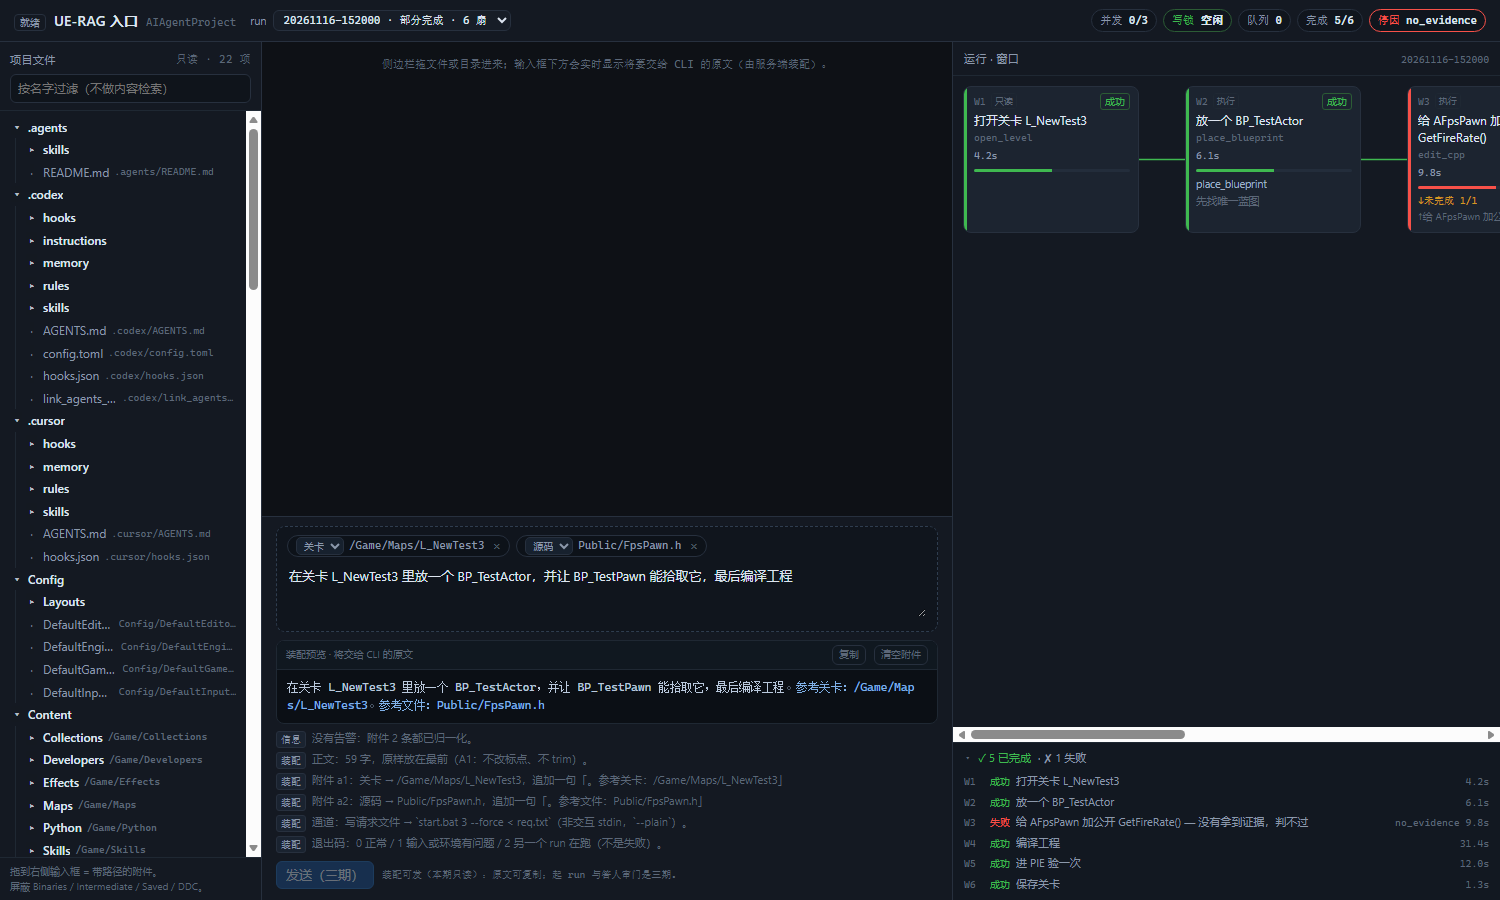 就绪 UE-RAG 入口 AIAgentProject run 20261116-152000 · 部分完成 · 6 扇 并发 0/3 写锁 空闲 队列 0 完成 5/6 停因 no_evidence
项目文件 只读 · 22 项
按名字过滤（不做内容检索）
.agents
skills
README.md .agents/README.md
.codex
hooks
instructions
memory
rules
skills
AGENTS.md .codex/AGENTS.md
config.toml .codex/config.toml
hooks.json .codex/hooks.json
link_agents_... .codex/link_agents…
.cursor
hooks
memory
rules
skills
AGENTS.md .cursor/AGENTS.md
hooks.json .cursor/hooks.json
Config
Layouts
DefaultEdit... Config/DefaultEdito…
DefaultEngi... Config/DefaultEngi…
DefaultGam... Config/DefaultGame…
DefaultInp... Config/DefaultInput…
Content
Collections /Game/Collections
Developers /Game/Developers
Effects /Game/Effects
Maps /Game/Maps
Python /Game/Python
Skills /Game/Skills
拖到右侧输入框 = 带路径的附件。
屏蔽 Binaries / Intermediate / Saved / DDC。
侧边栏拖文件或目录进来；输入框下方会实时显示将要交给 CLI 的原文（由服务端装配）。
关卡 /Game/Maps/L_NewTest3 ×
源码 Public/FpsPawn.h ×
在关卡 L_NewTest3 里放一个 BP_TestActor，并让 BP_TestPawn 能拾取它，最后编译工程
装配预览 · 将交给 CLI 的原文 复制 清空附件
在关卡 L_NewTest3 里放一个 BP_TestActor，并让 BP_TestPawn 能拾取它，最后编译工程。参考关卡：/Game/Map
s/L_NewTest3。参考文件：Public/FpsPawn.h
信息 没有告警：附件 2 条都已归一化。
装配 正文：59 字，原样放在最前（A1：不改标点、不 trim）。
装配 附件 a1：关卡 → /Game/Maps/L_NewTest3，追加一句「。参考关卡：/Game/Maps/L_NewTest3」
装配 附件 a2：源码 → Public/FpsPawn.h，追加一句「。参考文件：Public/FpsPawn.h」
装配 通道：写请求文件 → `start.bat 3 --force < req.txt`（非交互 stdin，`--plain`）。
装配 退出码：0 正常 / 1 输入或环境有问题 / 2 另一个 run 在跑（不是失败）。
发送（三期） 装配可发（本期只读）：原文可复制；起 run 与答人审门是三期.
运行 · 窗口 20261116-152000
W1 只读 成功
打开关卡 L_NewTest3
open_level
4.2s
W2 执行 成功
放一个 BP_TestActor
place_blueprint
6.1s
place_blueprint
先找唯一蓝图
W3 执行
给 AFpsPawn 加公
GetFireRate()
edit_cpp
9.8s
↓未完成 1/1
↑给 AFpsPawn 加公
· ✓ 5 已完成 · ✗ 1 失败
W1 成功 打开关卡 L_NewTest3 4.2s
W2 成功 放一个 BP_TestActor 6.1s
W3 失败 给 AFpsPawn 加公开 GetFireRate() — 没有拿到证据，判不过 no_evidence 9.8s
W4 成功 编译工程 31.4s
W5 成功 进 PIE 验一次 12.0s
W6 成功 保存关卡 1.3s